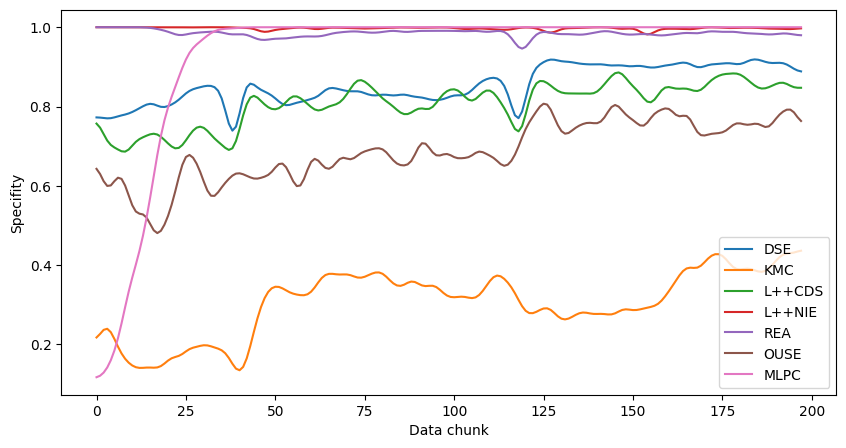 1.0
0.8
0.6
0.4
0.2
Specifity
0
25
50
75
100
125
150
175
200
Data chunk
DSE
KMC
L++CDS
L++NIE
REA
OUSE
MLPC